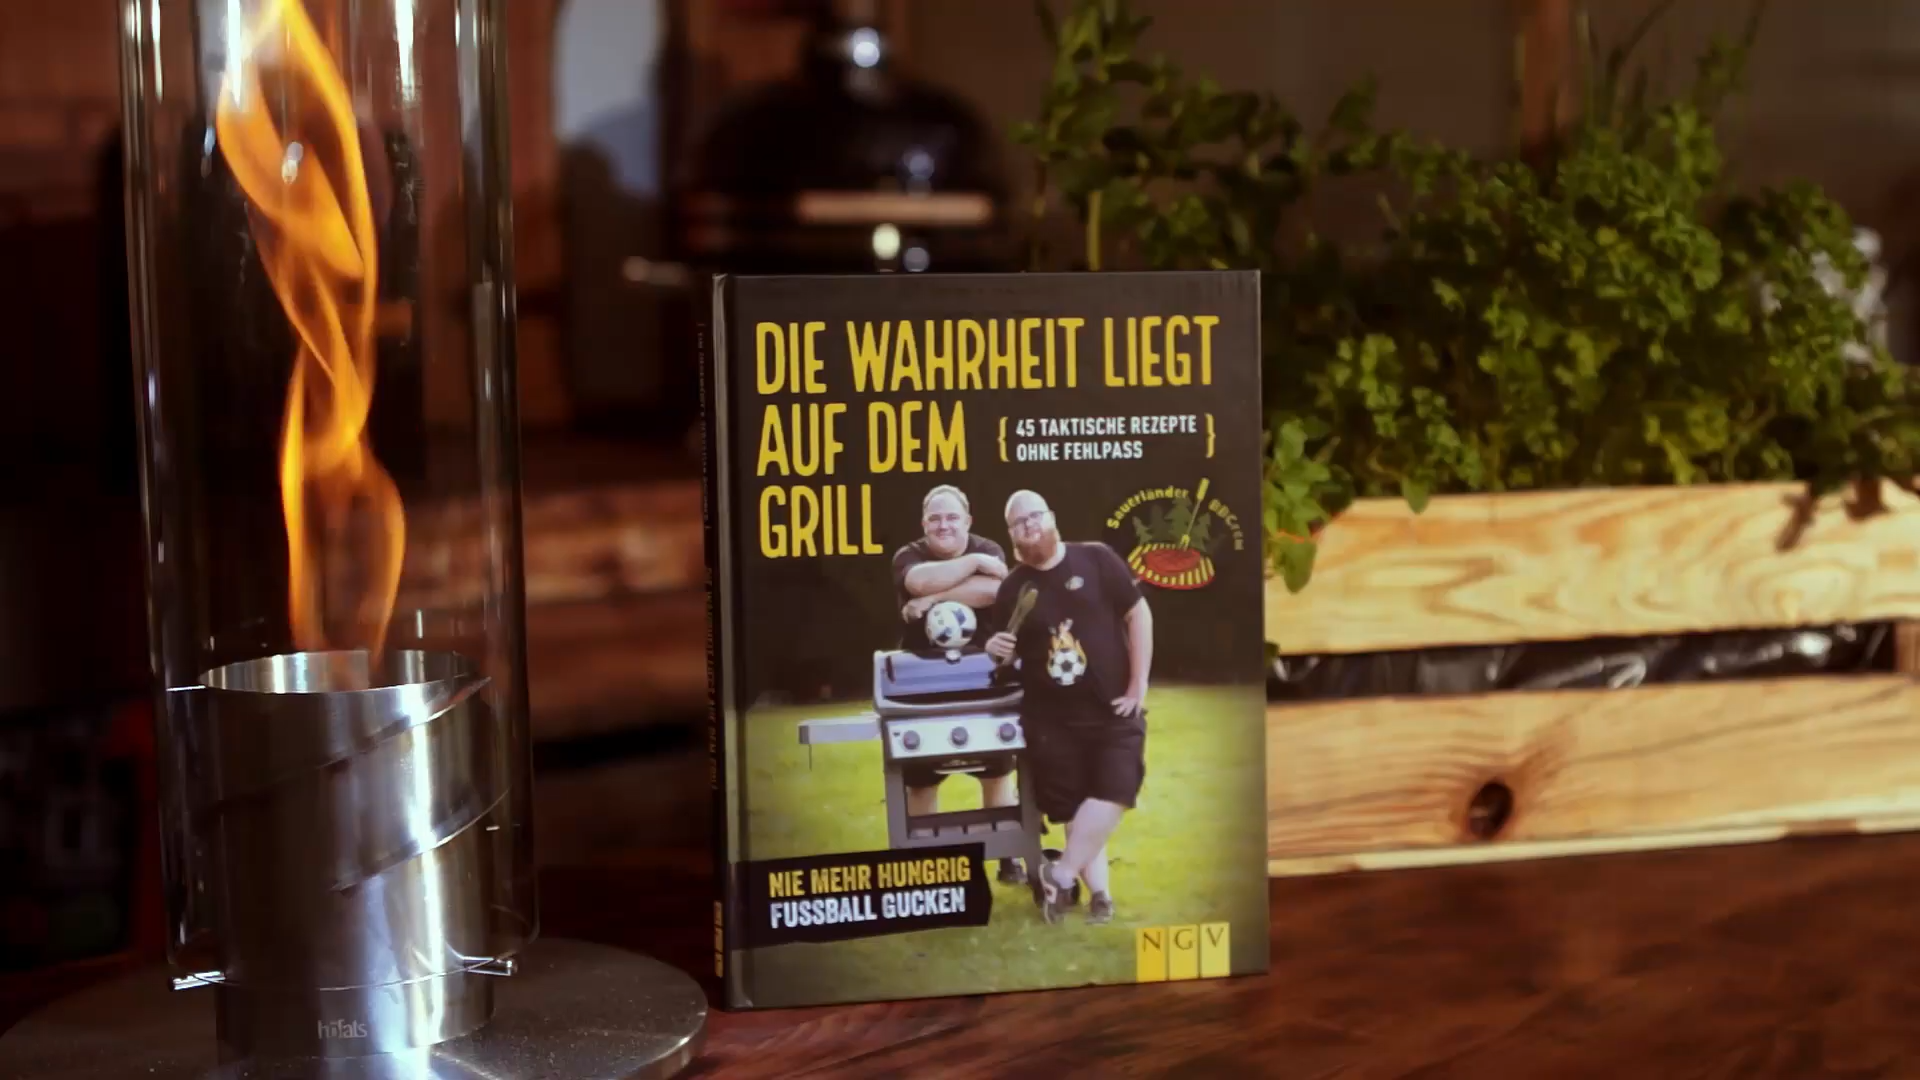 DIE WAHRHEIT LIEGT
AUF DEM
GRILL
{ 45 TAKTISCHE REZEPTE
OHNE FEHLPASS }
Sauerländer BBCrew
NIE MEHR HUNGRIG
FUSSBALL GUCKEN
NGV
höfats